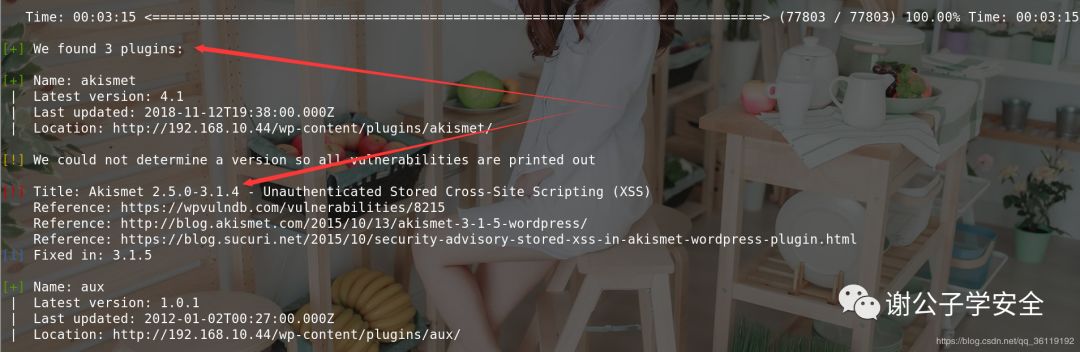 Time: 00:03:15 <============================================================================> (77803 / 77803) 100.00% Time: 00:03:15
[+] We found 3 plugins:
[+] Name: akismet
| Latest version: 4.1
| Last updated: 2018-11-12T19:38:00.000Z
| Location: http://192.168.10.44/wp-content/plugins/akismet/
[!] We could not determine a version so all vulnerabilities are printed out
[!] Title: Akismet 2.5.0-3.1.4 - Unauthenticated Stored Cross-Site Scripting (XSS)
Reference: https://wpvulndb.com/vulnerabilities/8215
Reference: http://blog.akismet.com/2015/10/13/akismet-3-1-5-wordpress/
Reference: https://blog.sucuri.net/2015/10/security-advisory-stored-xss-in-akismet-wordpress-plugin.html
[i] Fixed in: 3.1.5
[+] Name: aux
| Latest version: 1.0.1
| Last updated: 2012-01-02T00:27:00.000Z
| Location: http://192.168.10.44/wp-content/plugins/aux/
谢公子学安全
https://blog.csdn.net/qq_36119192